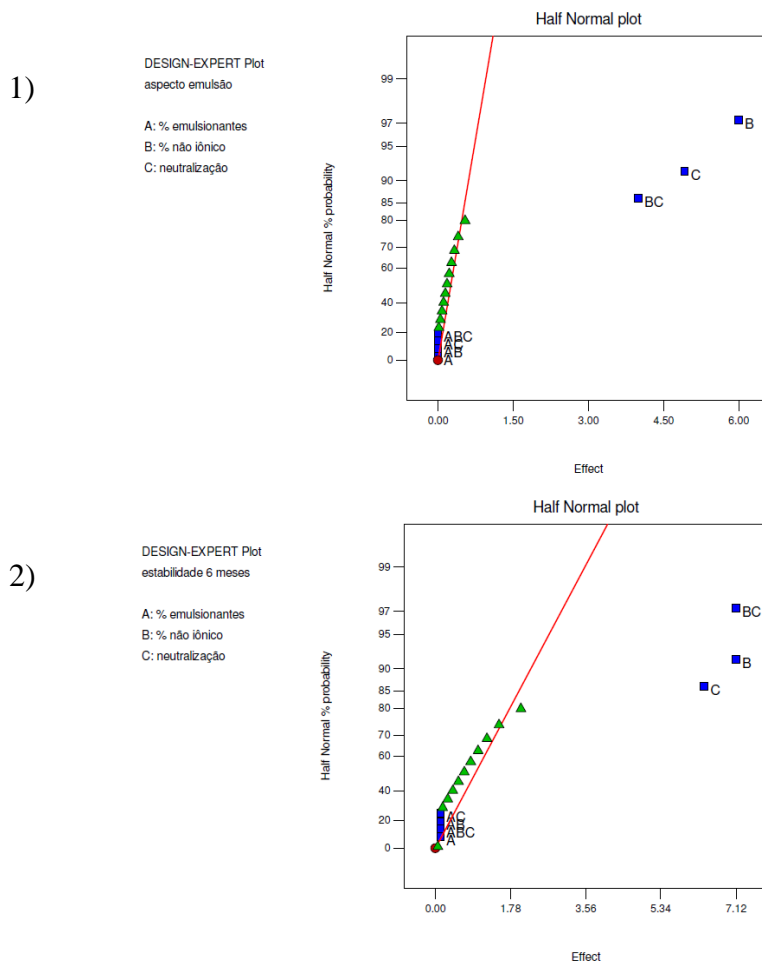 1)
Half Normal plot
DESIGN-EXPERT Plot
aspecto emulsão
A: % emulsionantes
B: % não iônico
C: neutralização
Half Normal % probability
99
97
95
90
85
80
70
60
40
20
0
B
C
BC
ABC
AC
AB
A
0.00 1.50 3.00 4.50 6.00
Effect
2)
Half Normal plot
DESIGN-EXPERT Plot
estabilidade 6 meses
A: % emulsionantes
B: % não iônico
C: neutralização
Half Normal % probability
99
97
95
90
85
80
70
60
40
20
0
BC
B
C
AC
AB
ABC
A
0.00 1.78 3.56 5.34 7.12
Effect